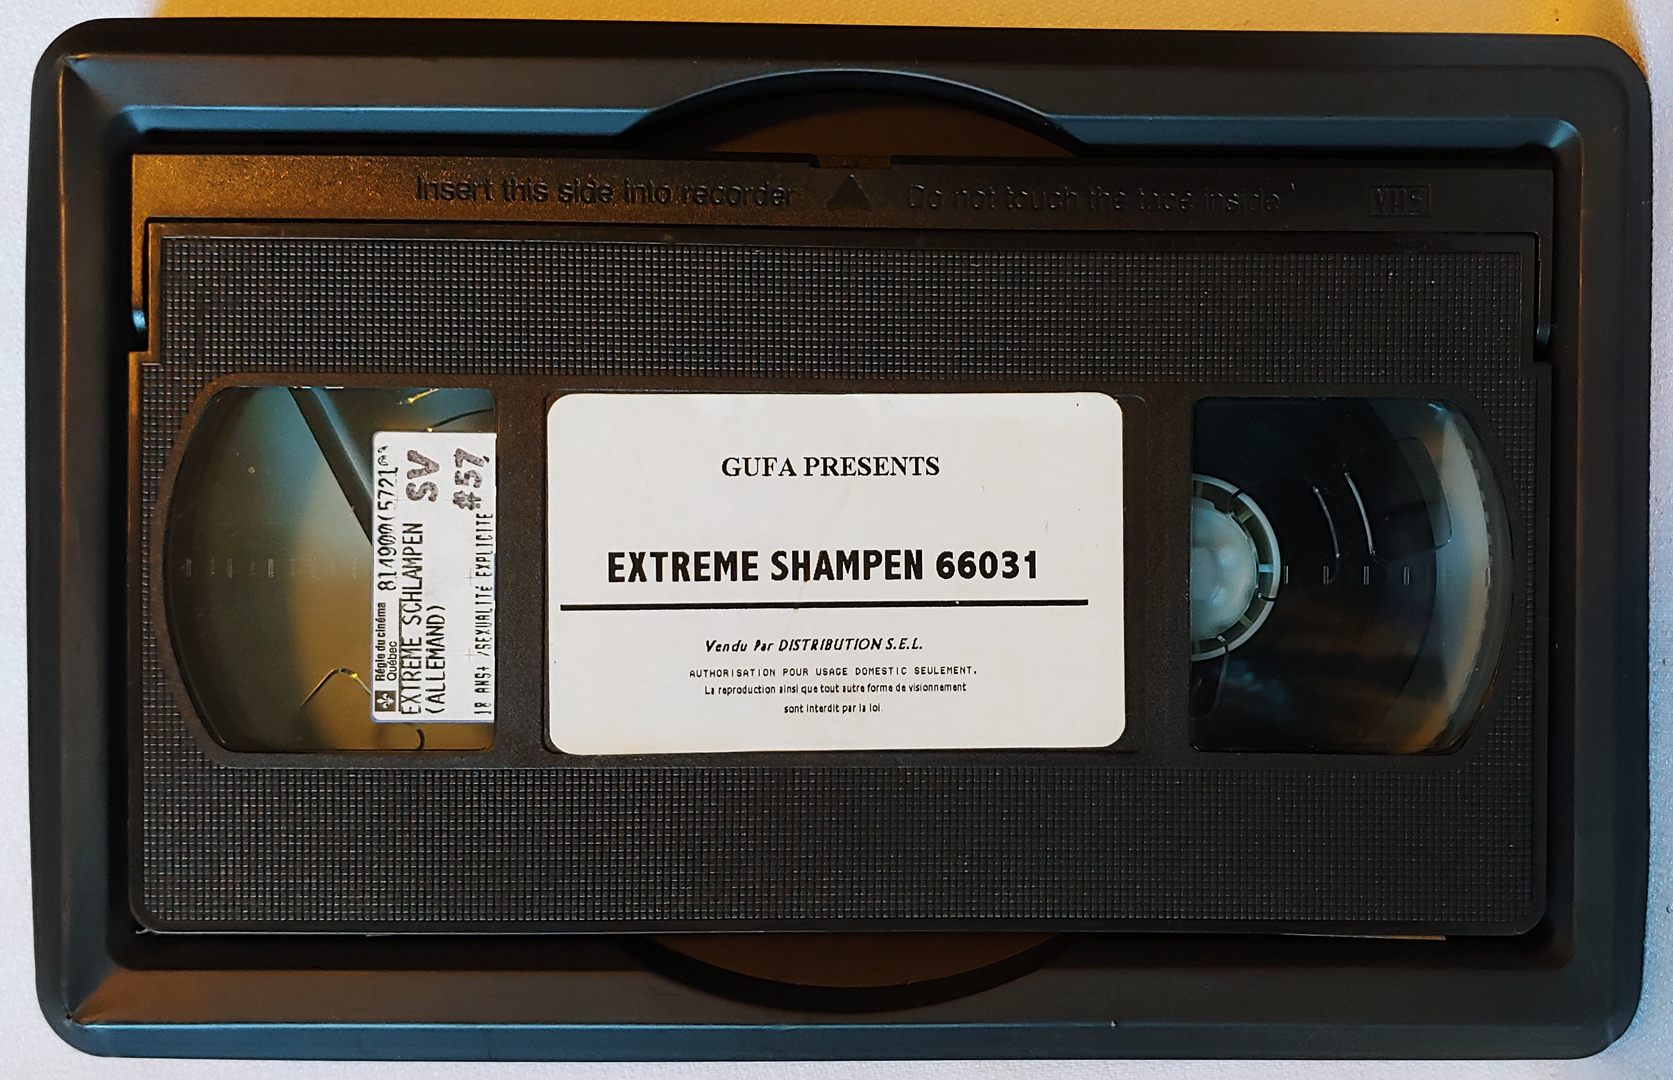 Insert this side into recorder
Do not touch the tape inside
VHS
Régie du cinéma
Québec
814900(5721
EXTREME SCHLAMPEN
(ALLEMAND)
18 ANS+ /SEXUALITE EXPLICITE
SV
#57
GUFA PRESENTS
EXTREME SHAMPEN 66031
Vendu Par DISTRIBUTION S.E.L.
AUTHORISATION POUR USAGE DOMESTIC SEULEMENT.
La reproduction ainsi que tout autre forme de visionnement
sont interdit par la loi.